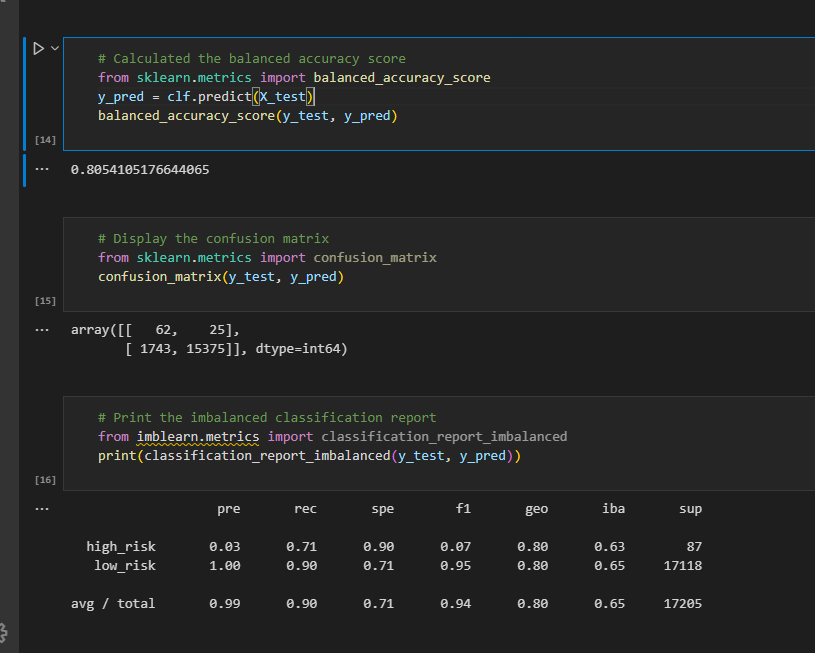 # Calculated the balanced accuracy score
from sklearn.metrics import balanced_accuracy_score
y_pred = clf.predict(X_test)
balanced_accuracy_score(y_test, y_pred)
[14]
... 0.8054105176644065
# Display the confusion matrix
from sklearn.metrics import confusion_matrix
confusion_matrix(y_test, y_pred)
[15]
... array([[   62,    25],
       [ 1743, 15375]], dtype=int64)
# Print the imbalanced classification report
from imblearn.metrics import classification_report_imbalanced
print(classification_report_imbalanced(y_test, y_pred))
[16]
... pre rec spe f1 geo iba sup
high_risk 0.03 0.71 0.90 0.07 0.80 0.63 87
low_risk 1.00 0.90 0.71 0.95 0.80 0.65 17118
avg / total 0.99 0.90 0.71 0.94 0.80 0.65 17205